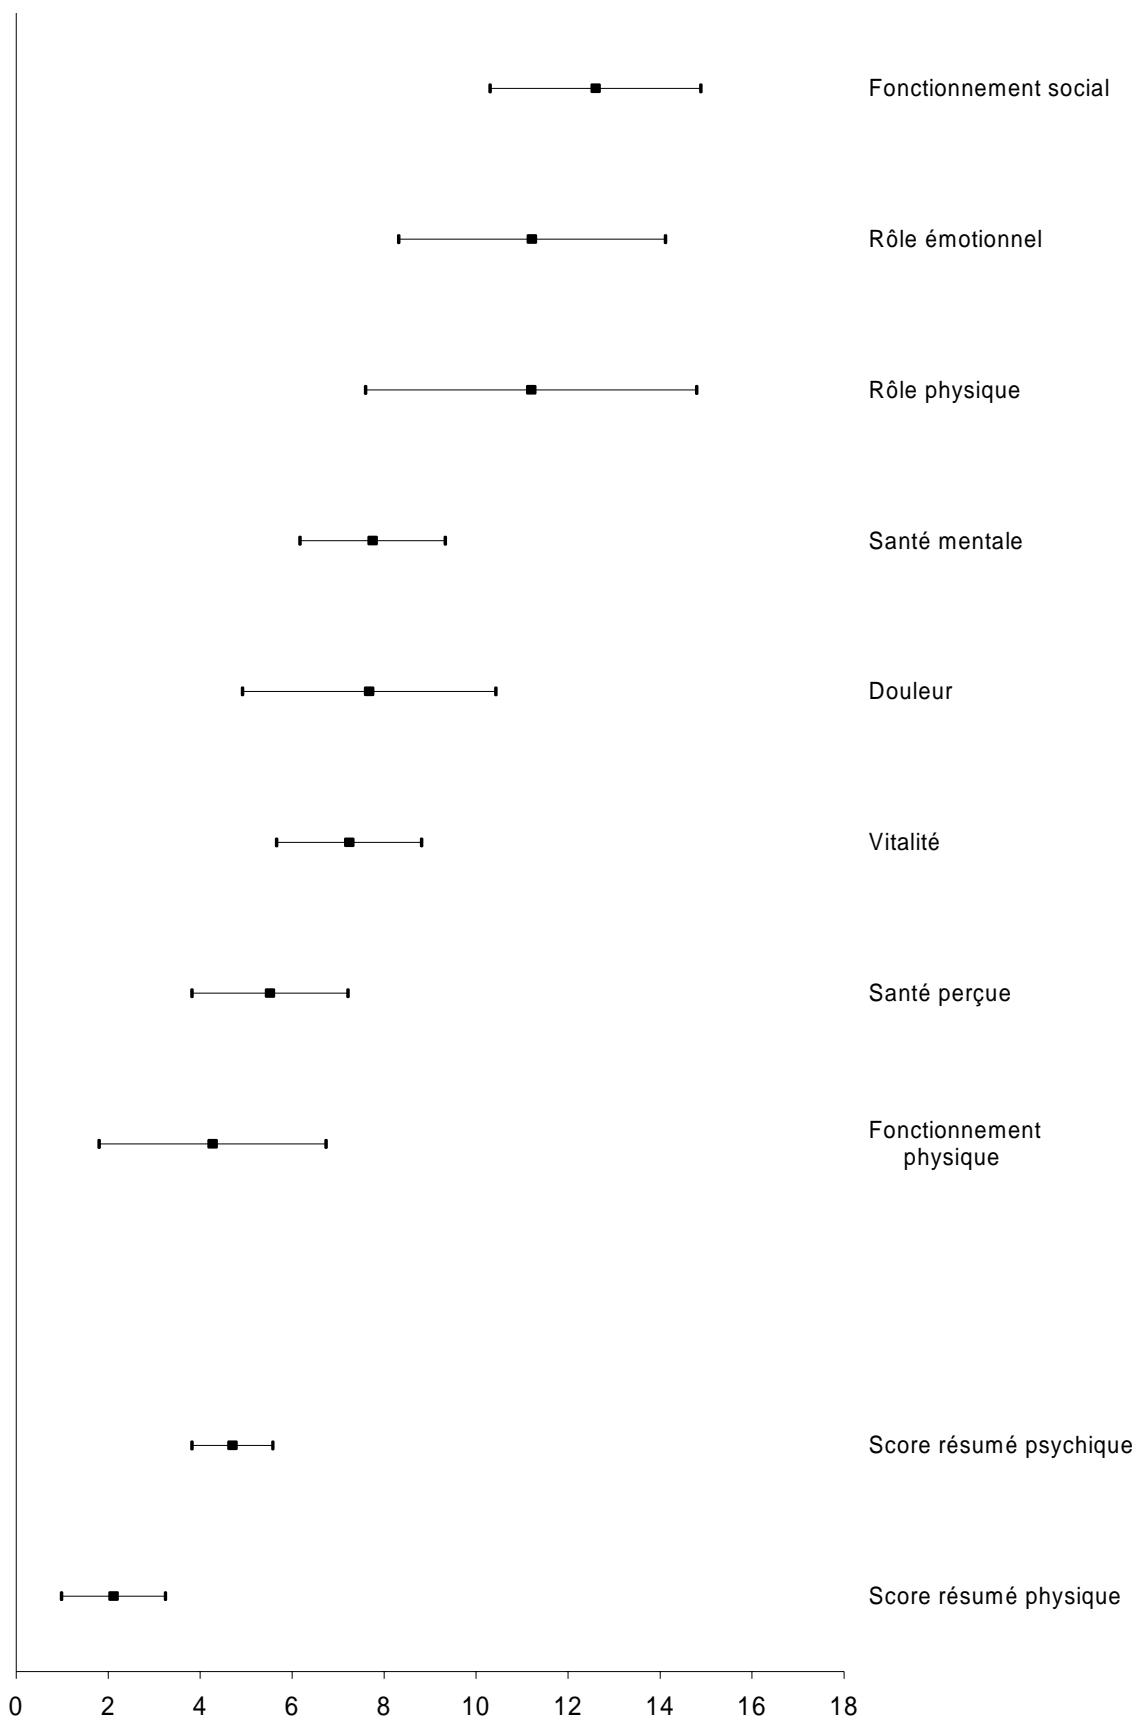 Fonctionnement social
Rôle émotionnel
Rôle physique
Santé mentale
Douleur
Vitalité
Santé perçue
Fonctionnement
physique
Score résumé psychique
Score résumé physique
0 2 4 6 8 10 12 14 16 18